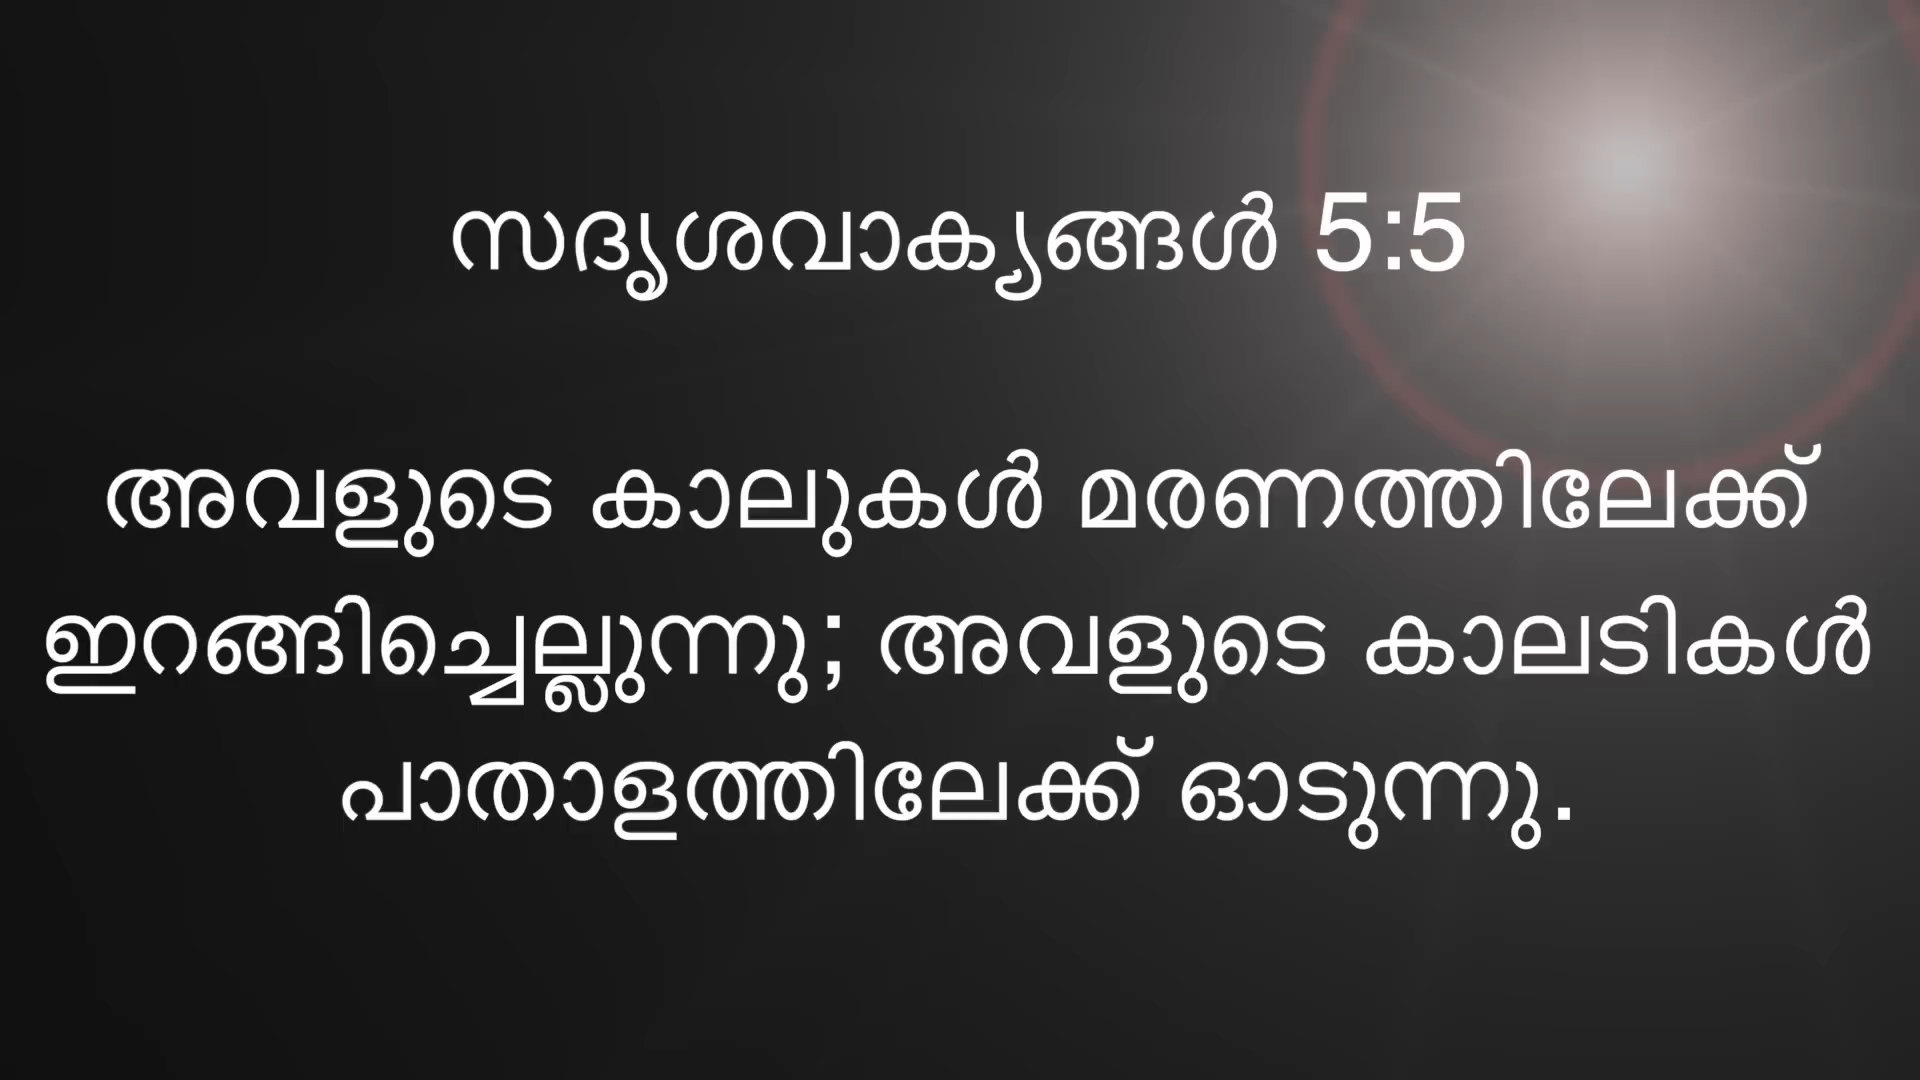 സദൃശവാക്യങ്ങൾ 5:5
അവളുടെ കാലുകൾ മരണത്തിലേക്ക്
ഇറങ്ങിച്ചെല്ലുന്നു; അവളുടെ കാലടികൾ
പാതാളത്തിലേക്ക് ഓടുന്നു.